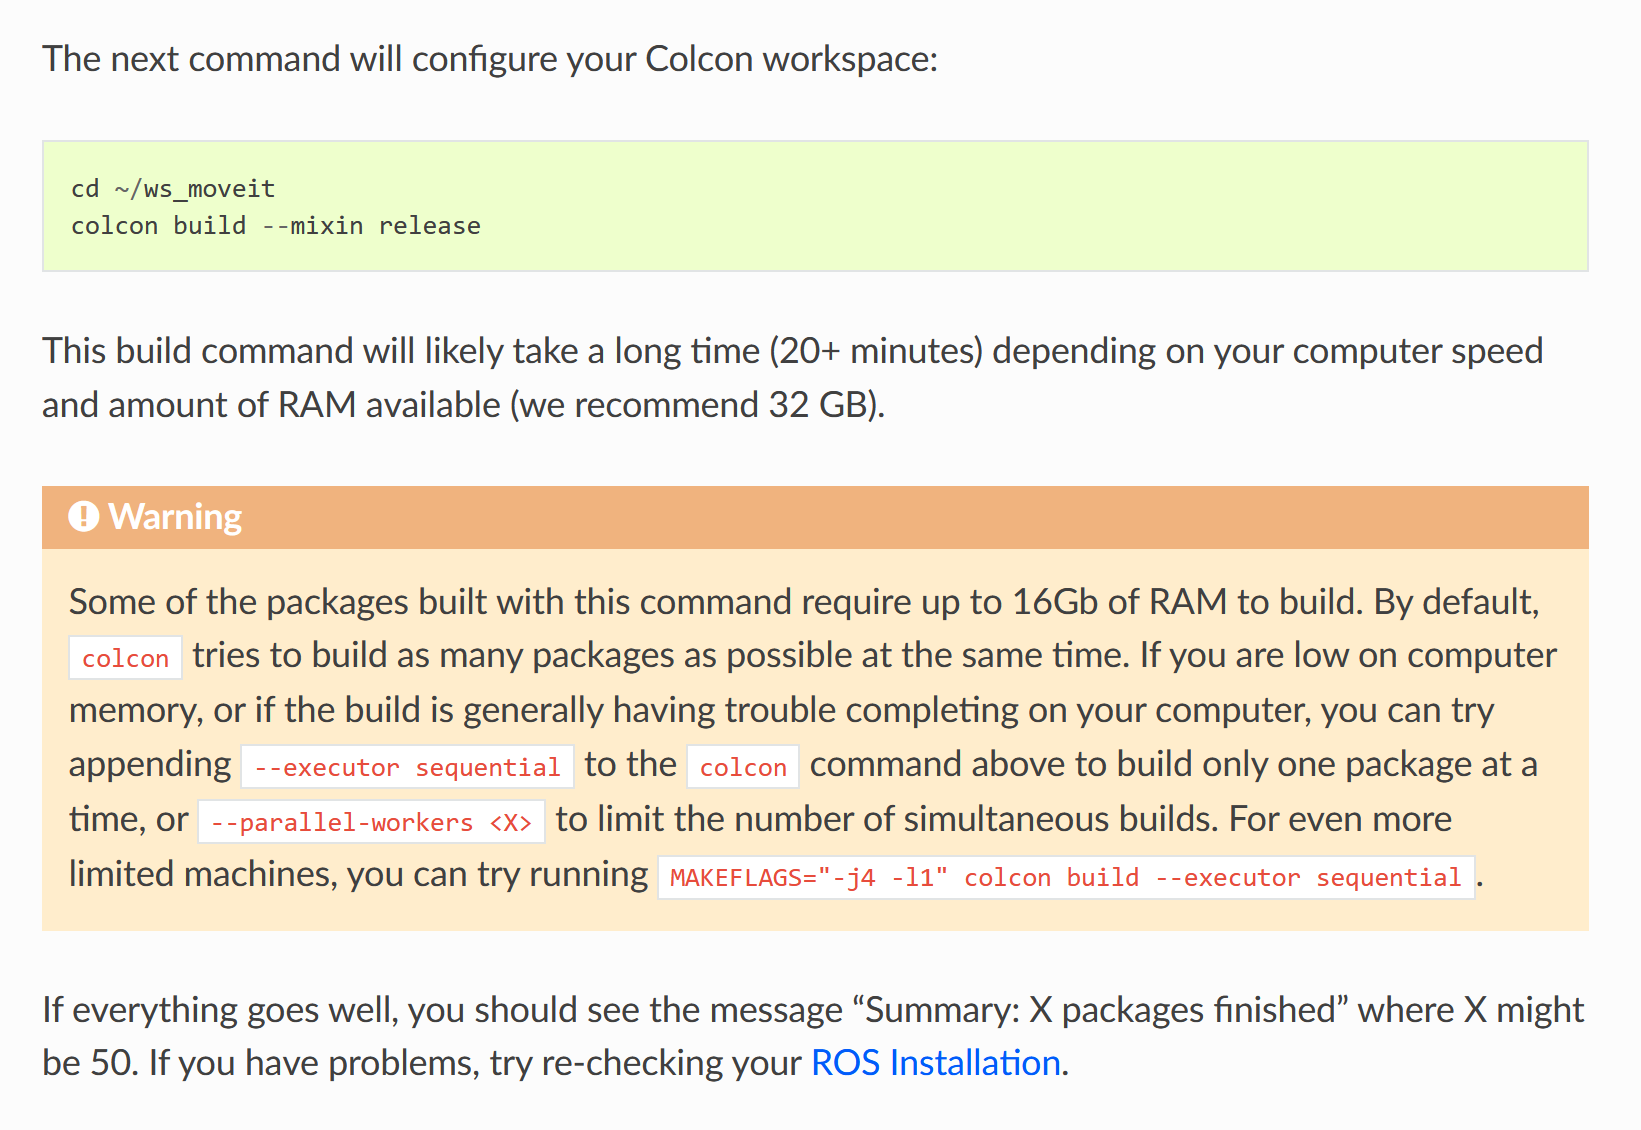 The next command will configure your Colcon workspace:
cd ~/ws_moveit
colcon build --mixin release
This build command will likely take a long time (20+ minutes) depending on your computer speed
and amount of RAM available (we recommend 32 GB).
Warning
Some of the packages built with this command require up to 16Gb of RAM to build. By default,
colcon tries to build as many packages as possible at the same time. If you are low on computer
memory, or if the build is generally having trouble completing on your computer, you can try
appending --executor sequential to the colcon command above to build only one package at a
time, or --parallel-workers <X> to limit the number of simultaneous builds. For even more
limited machines, you can try running MAKEFLAGS="-j4 -l1" colcon build --executor sequential.
If everything goes well, you should see the message “Summary: X packages finished” where X might
be 50. If you have problems, try re-checking your ROS Installation.